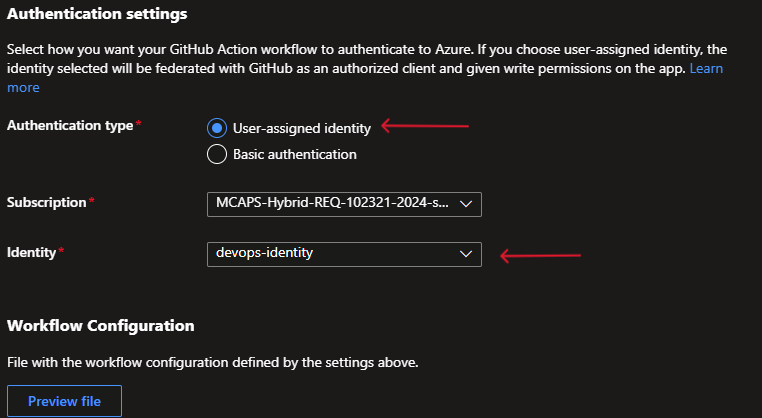 Authentication settings
Select how you want your GitHub Action workflow to authenticate to Azure. If you choose user-assigned identity, the
identity selected will be federated with GitHub as an authorized client and given write permissions on the app. Learn
more
Authentication type*
User-assigned identity
Basic authentication
Subscription*
MCAPS-Hybrid-REQ-102321-2024-s...
Identity*
devops-identity
Workflow Configuration
File with the workflow configuration defined by the settings above.
Preview file